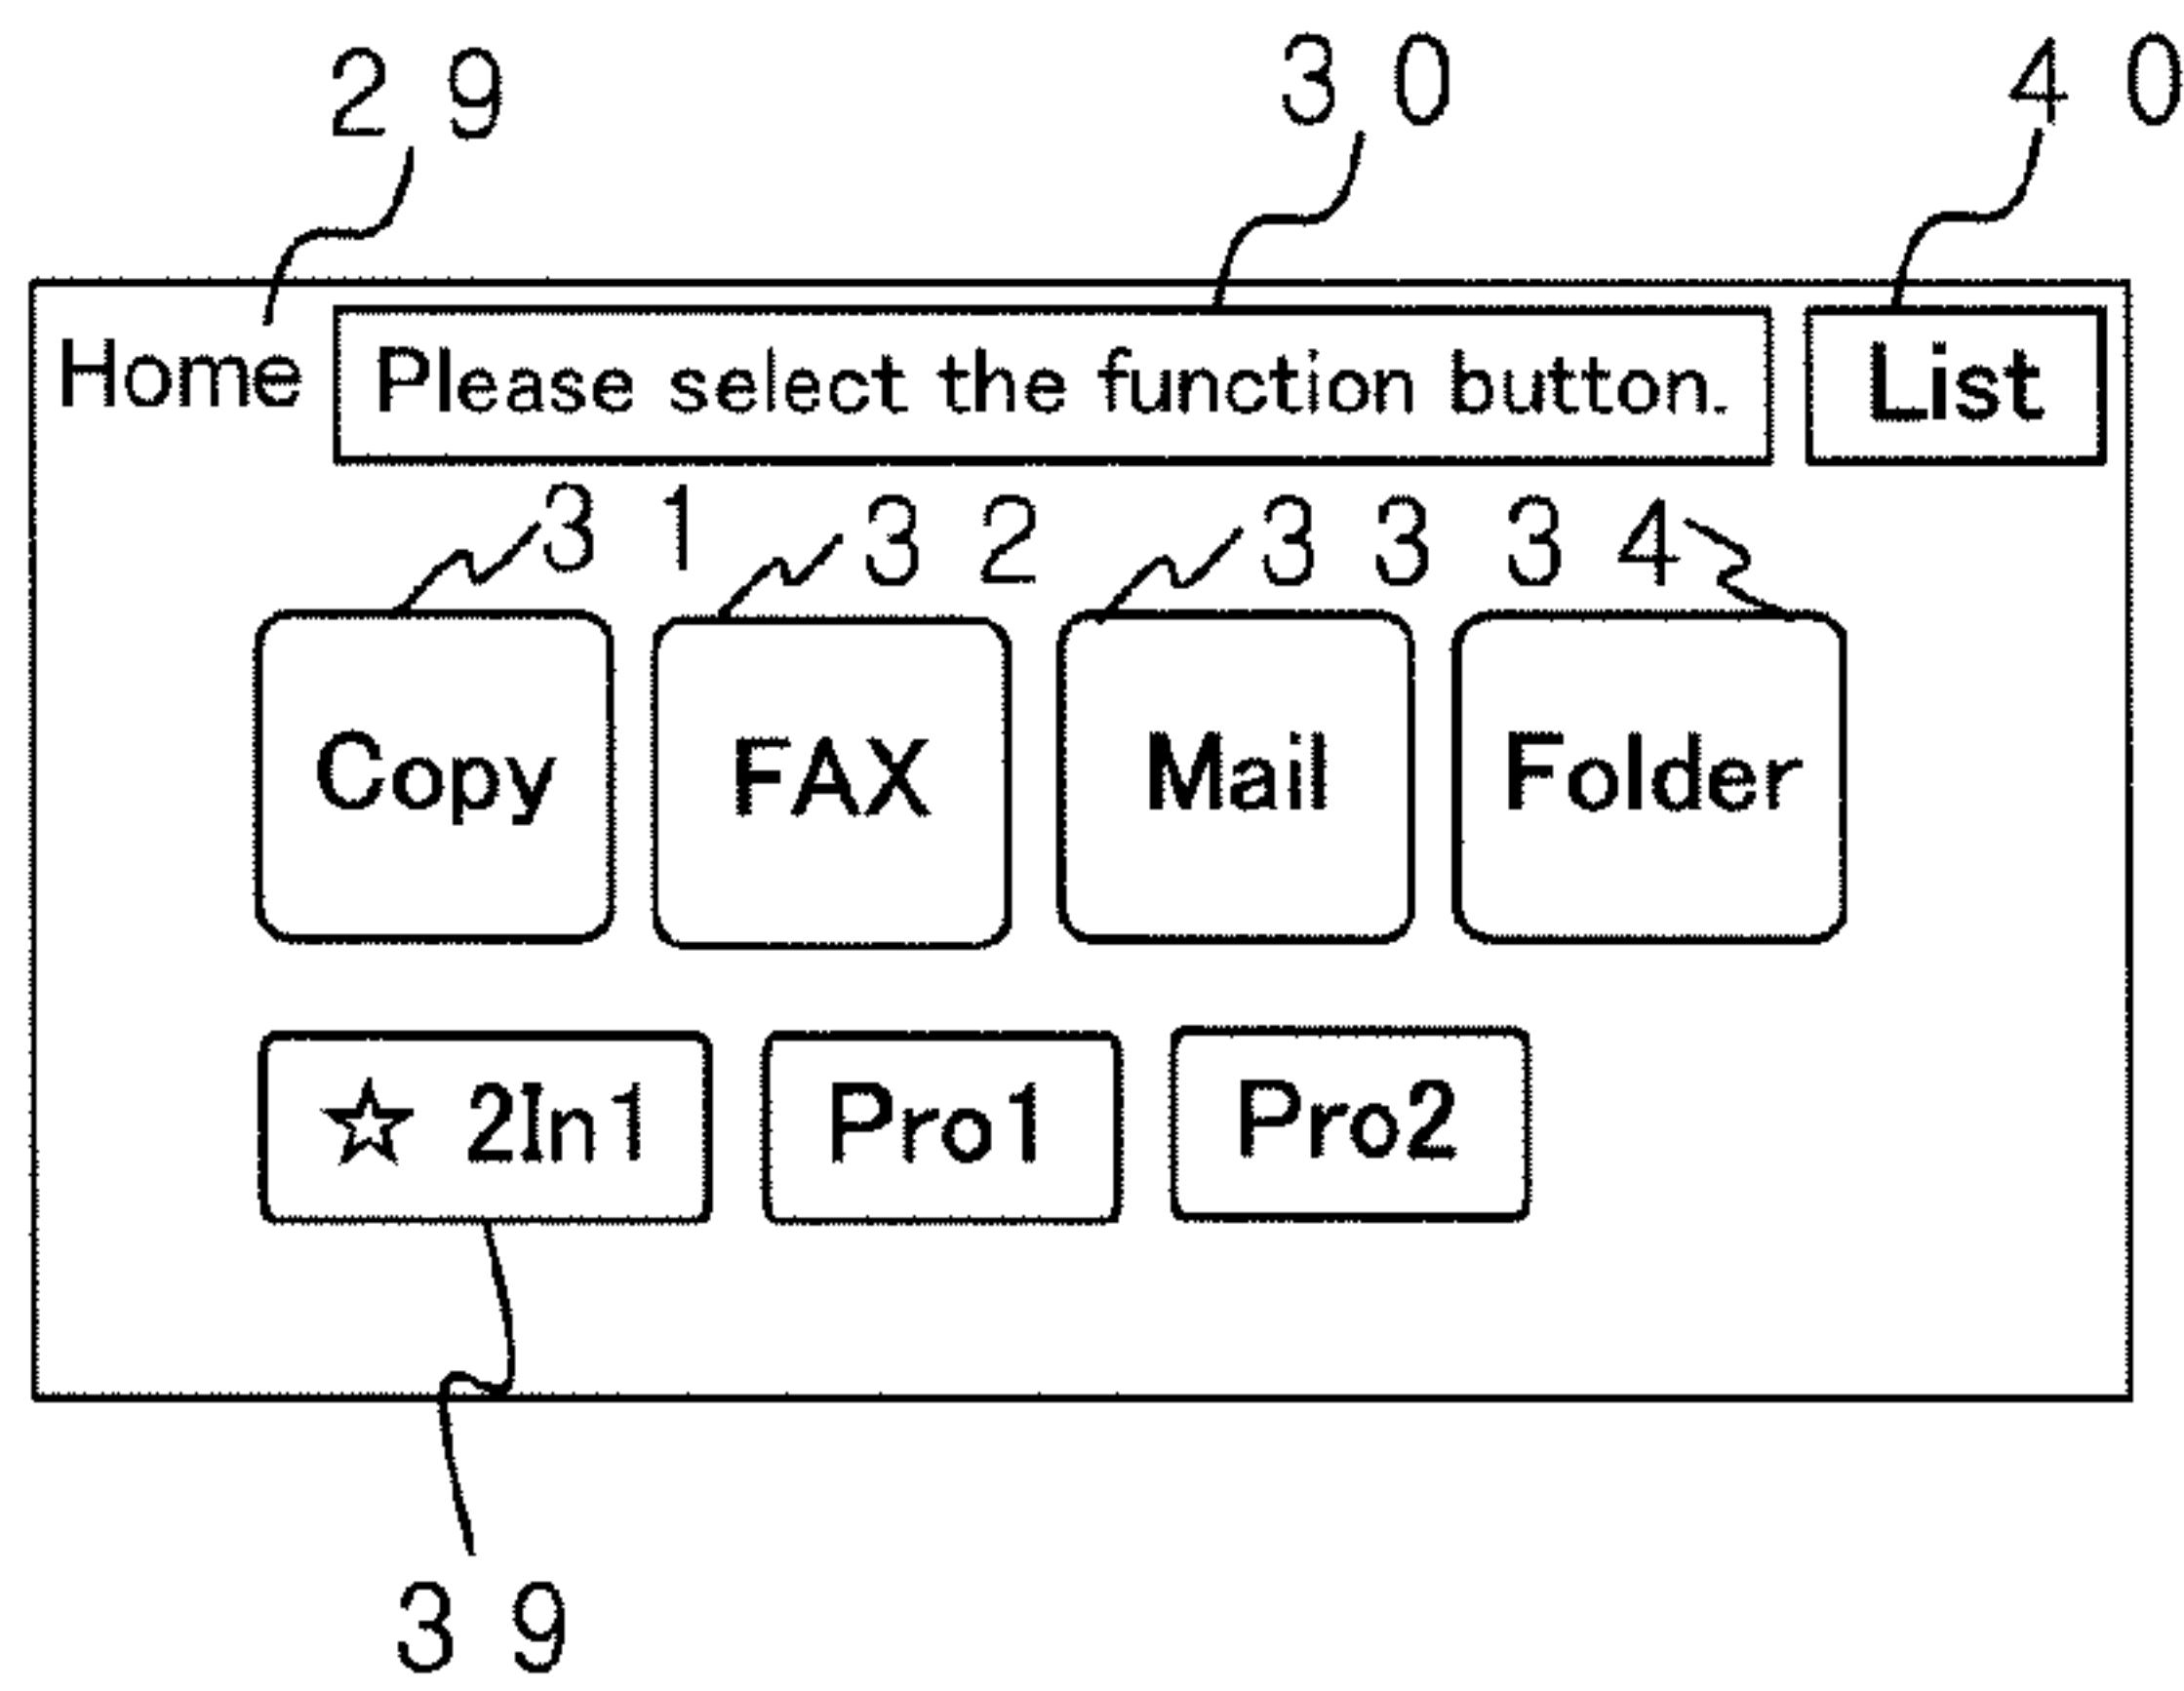 29 30 40
Home Please select the function button. List
31 32 33 34
Copy FAX Mail Folder
☆ 2In1 Pro1 Pro2
39